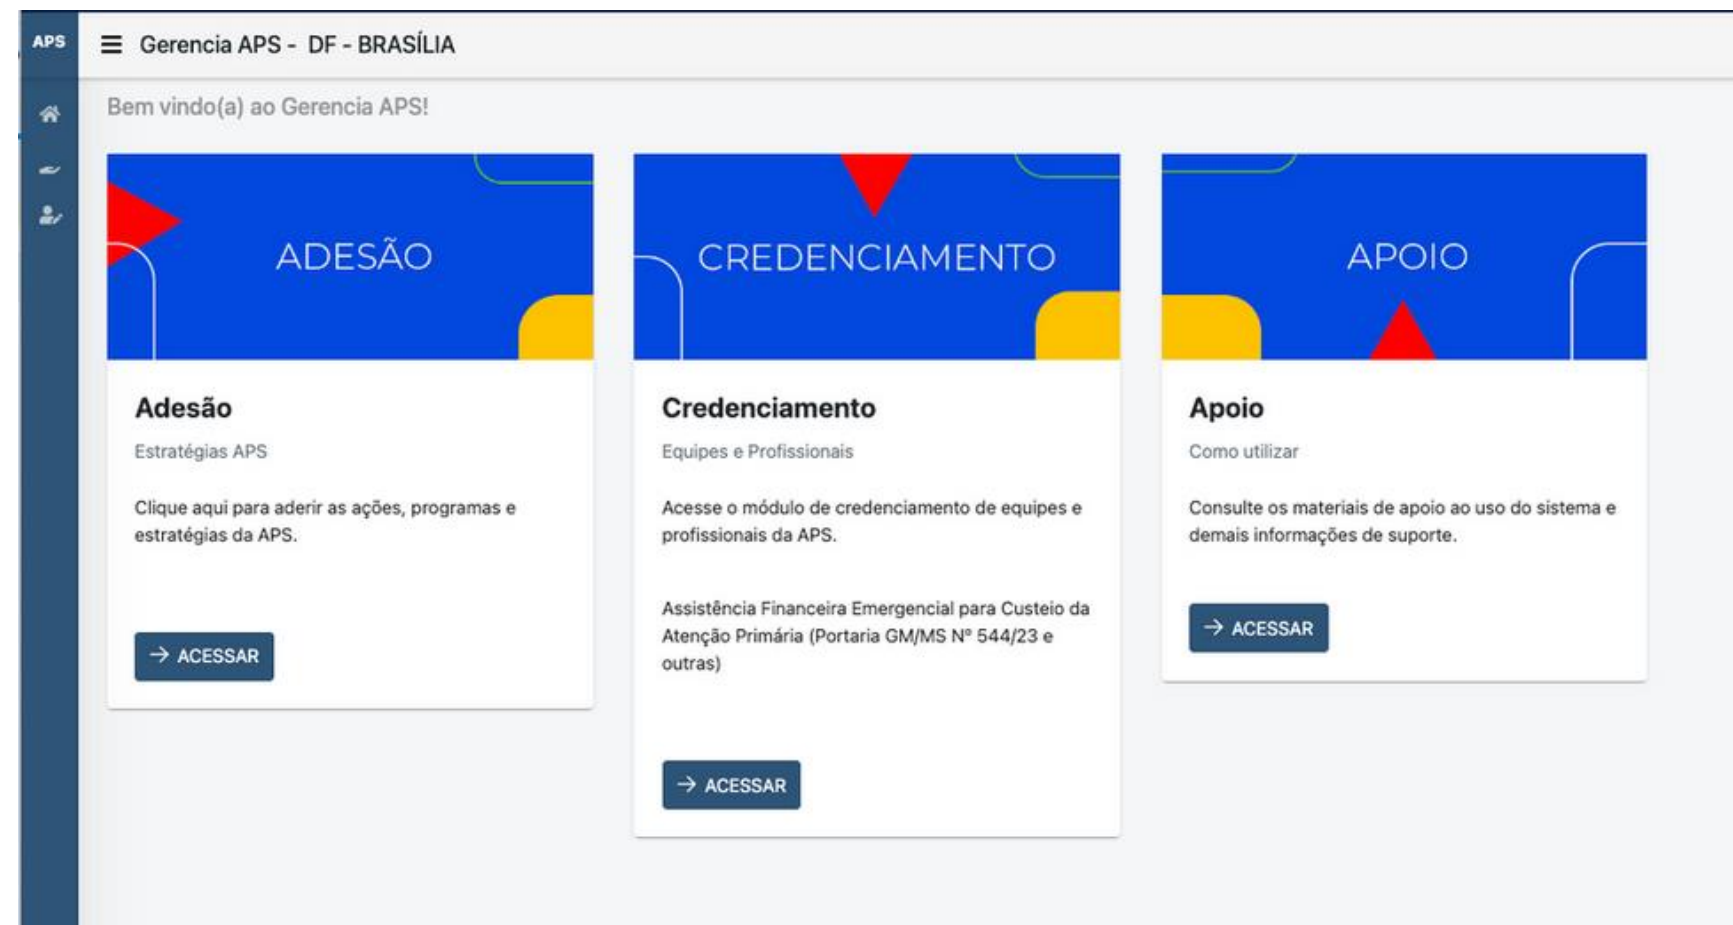 APS
Gerencia APS - DF - BRASÍLIA
Bem vindo(a) ao Gerencia APS!
ADESÃO
Adesão
Estratégias APS
Clique aqui para aderir as ações, programas e
estratégias da APS.
→ ACESSAR
CREDENCIAMENTO
Credenciamento
Equipes e Profissionais
Acesse o módulo de credenciamento de equipes e
profissionais da APS.
Assistência Financeira Emergencial para Custeio da
Atenção Primária (Portaria GM/MS Nº 544/23 e
outras)
→ ACESSAR
APOIO
Apoio
Como utilizar
Consulte os materiais de apoio ao uso do sistema e
demais informações de suporte.
→ ACESSAR